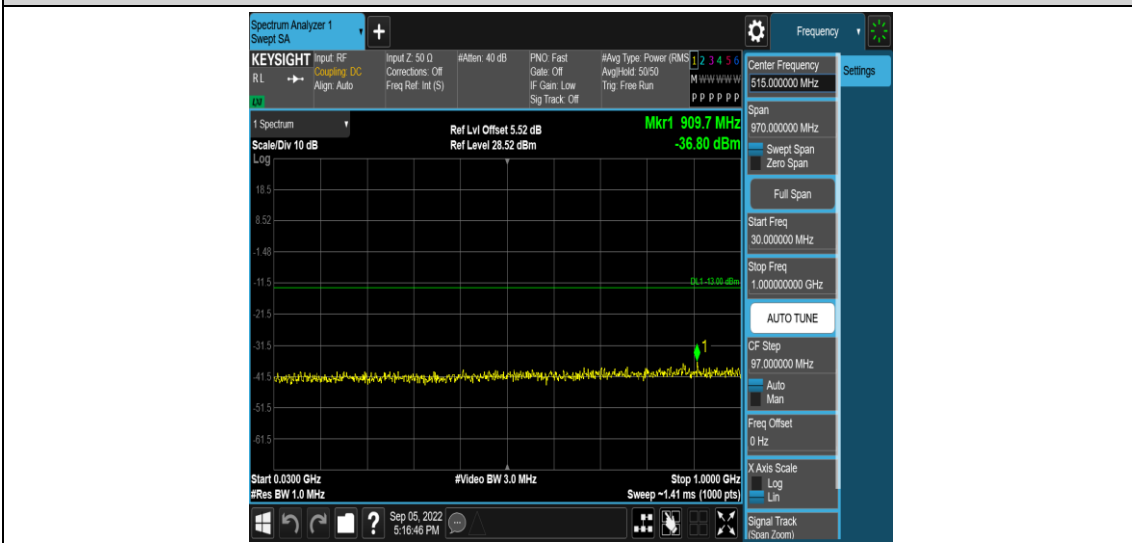 Spectrum Analyzer 1
Swept SA
+
Frequency
KEYSIGHT
RL
LXI
Input: RF
Coupling: DC
Align: Auto
Input Z: 50 Ω
Corrections: Off
Freq Ref: Int (S)
#Atten: 40 dB
PNO: Fast
Gate: Off
IF Gain: Low
Sig Track: Off
#Avg Type: Power (RMS
Avg|Hold: 50/50
Trig: Free Run
1 2 3 4 5 6
M W W W W W
P P P P P P
1 Spectrum
Scale/Div 10 dB
Log
Ref Lvl Offset 5.52 dB
Ref Level 28.52 dBm
Mkr1 909.7 MHz
-36.80 dBm
18.5
8.52
-1.48
-11.5
-21.5
-31.5
-41.5
-51.5
-61.5
DL1 -13.00 dBm
1
Start 0.0300 GHz
#Res BW 1.0 MHz
#Video BW 3.0 MHz
Stop 1.0000 GHz
Sweep ~1.41 ms (1000 pts)
Center Frequency
515.000000 MHz
Settings
Span
970.000000 MHz
Swept Span
Zero Span
Full Span
Start Freq
30.000000 MHz
Stop Freq
1.000000000 GHz
AUTO TUNE
CF Step
97.000000 MHz
Auto
Man
Freq Offset
0 Hz
X Axis Scale
Log
Lin
Signal Track
(Span Zoom)
?
Sep 05, 2022
5:16:46 PM